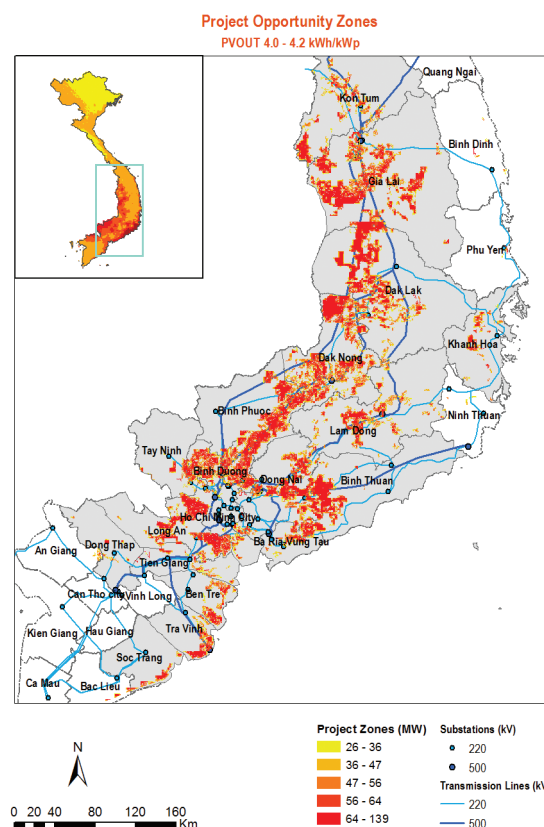 Project Opportunity Zones
PVOUT 4.0 - 4.2 kWh/kWp
Quang Ngai
Kon Tum
Binh Dinh
Gia Lai
Phu Yen
Dak Lak
Khanh Hoa
Dak Nong
Binh Phuoc
Ninh Thuan
Lam Dong
Tay Ninh
Binh Duong
Dong Nai
Binh Thuan
Ho Chi Minh City
Long An
Ba Ria-Vung Tau
An Giang
Dong Thap
Tien Giang
Can Tho city
Vinh Long
Ben Tre
Kien Giang
Hau Giang
Tra Vinh
Soc Trang
Ca Mau
Bac Lieu
N
0 20 40 80 120 160
Km
Project Zones (MW)
26 - 36
36 - 47
47 - 56
56 - 64
64 - 139
Substations (kV)
220
500
Transmission Lines (kV
220
500